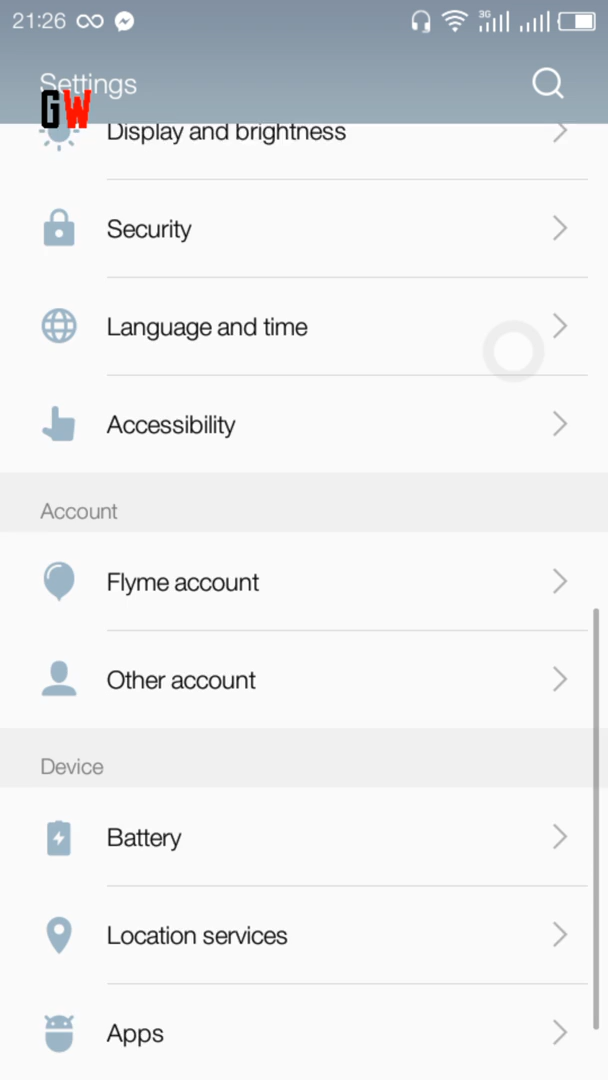 21:26
3G
Settings
GW
Display and brightness
Security
Language and time
Accessibility
Account
Flyme account
Other account
Device
Battery
Location services
Apps